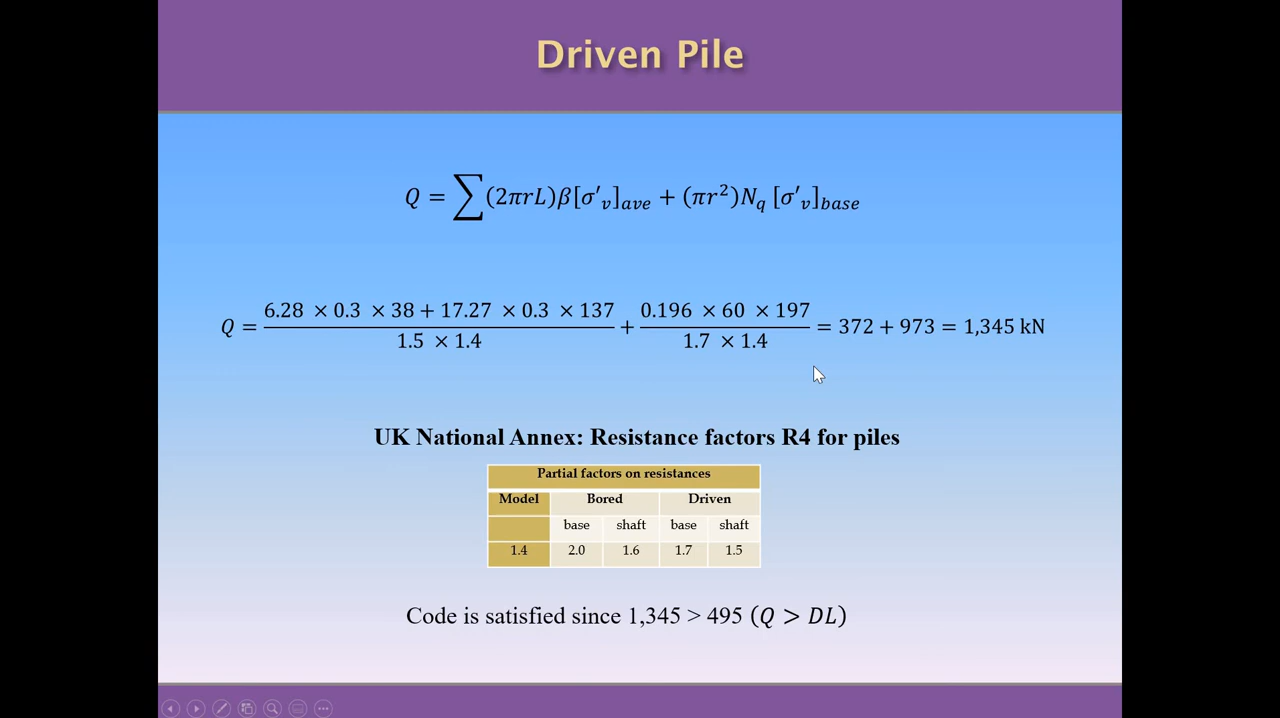 Driven Pile
𝑄 = ∑(2𝜋𝑟𝐿)𝛽[𝜎′ᵥ]ₐᵥₑ + (𝜋𝑟²)𝑁_𝑞 [𝜎′ᵥ]_base
𝑄 = (6.28 × 0.3 × 38 + 17.27 × 0.3 × 137)/(1.5 × 1.4) + (0.196 × 60 × 197)/(1.7 × 1.4) = 372 + 973 = 1,345 kN
UK National Annex: Resistance factors R4 for piles
Partial factors on resistances
Model Bored Driven
base shaft base shaft
1.4 2.0 1.6 1.7 1.5
Code is satisfied since 1,345 > 495 (𝑄 > 𝐷𝐿)